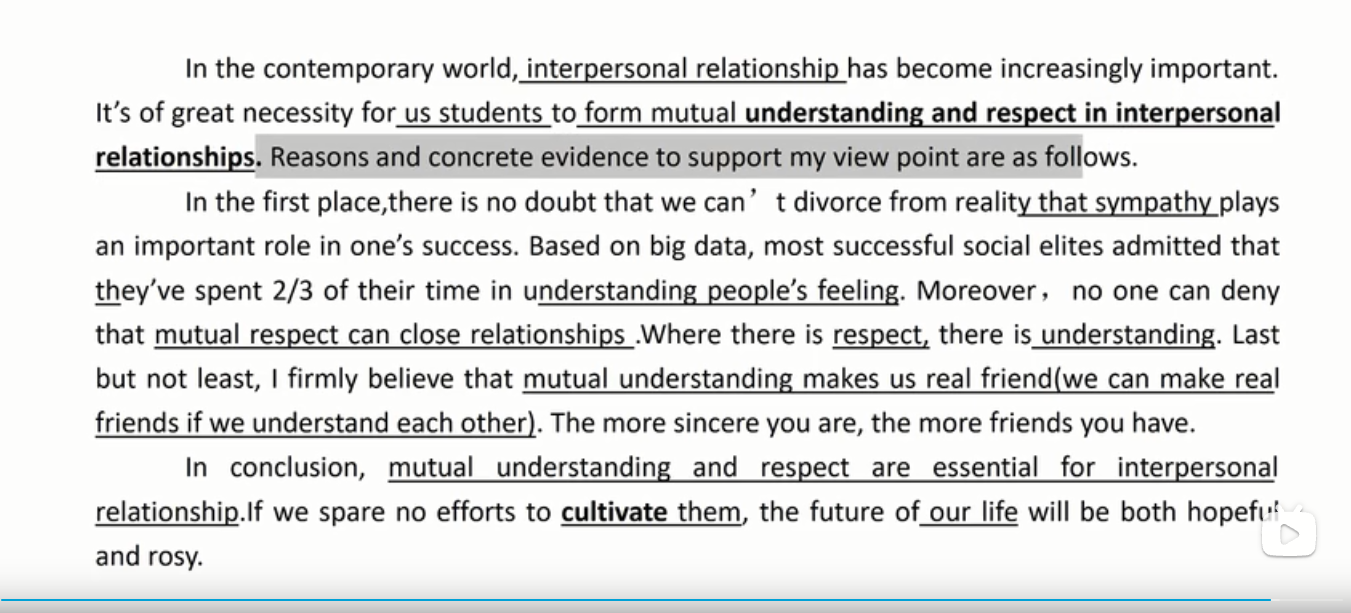 In the contemporary world, interpersonal relationship has become increasingly important.
It’s of great necessity for us students to form mutual understanding and respect in interpersonal
relationships. Reasons and concrete evidence to support my view point are as follows.
In the first place,there is no doubt that we can’t divorce from reality that sympathy plays
an important role in one’s success. Based on big data, most successful social elites admitted that
they’ve spent 2/3 of their time in understanding people’s feeling. Moreover， no one can deny
that mutual respect can close relationships .Where there is respect, there is understanding. Last
but not least, I firmly believe that mutual understanding makes us real friend(we can make real
friends if we understand each other). The more sincere you are, the more friends you have.
In conclusion, mutual understanding and respect are essential for interpersonal
relationship.If we spare no efforts to cultivate them, the future of our life will be both hopeful
and rosy.